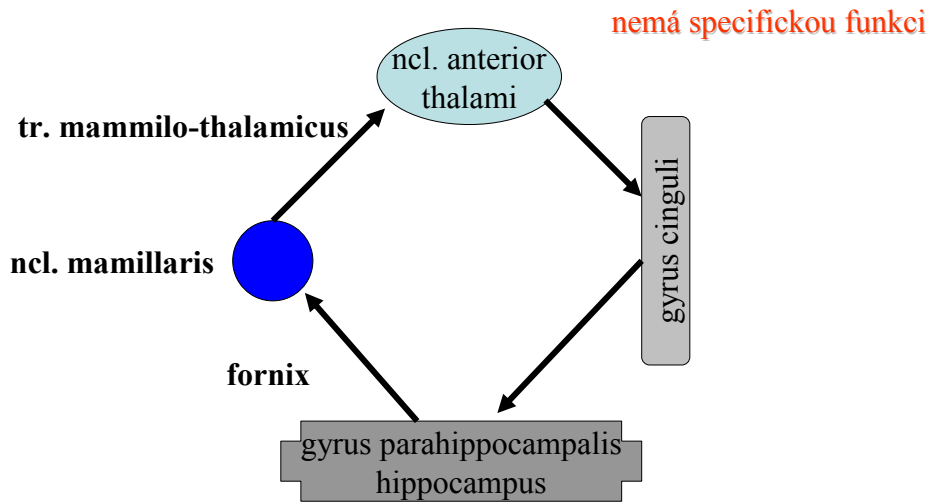 nemá specifickou funkci
ncl. anterior
thalami
tr. mammilo-thalamicus
gyrus cinguli
ncl. mamillaris
fornix
gyrus parahippocampalis
hippocampus